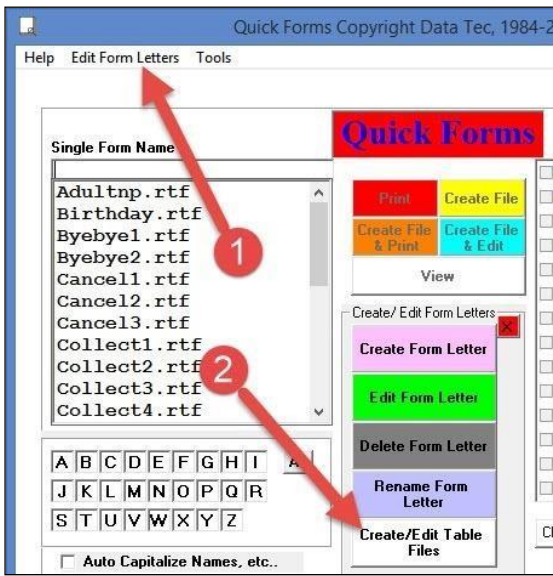 Quick Forms Copyright Data Tec, 1984-2
Help Edit Form Letters Tools
Single Form Name
Quick Forms
Adultnp.rtf
Birthday.rtf
Byebye1.rtf
Byebye2.rtf
Cancel1.rtf
Cancel2.rtf
Cancel3.rtf
Collect1.rtf
Collect2.rtf
Collect3.rtf
Collect4.rtf
1
2
Print Create File
Create File
& Print
Create File
& Edit
View
Create/ Edit Form Letters
X
Create Form Letter
Edit Form Letter
Delete Form Letter
Rename Form
Letter
Create/Edit Table
Files
A B C D E F G H I
J K L M N O P Q R
S T U V W X Y Z
Auto Capitalize Names, etc..